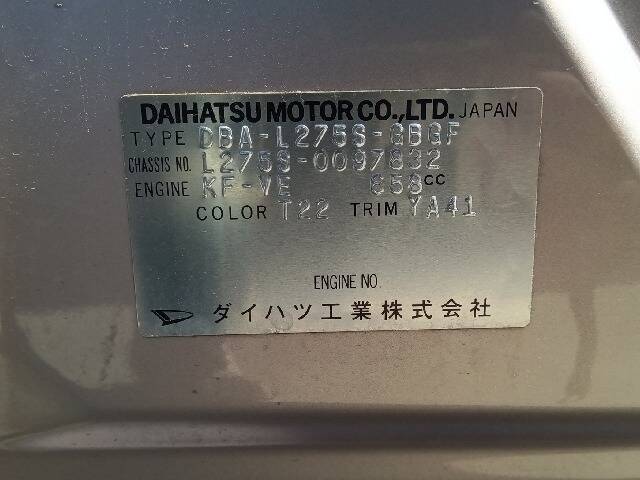 DAIHATSU MOTOR CO.,LTD. JAPAN
TYPE DBA-L275S-GBGF
CHASSIS NO. L275S-0097832
ENGINE KF-VE 658CC
COLOR T22 TRIM YA41
ENGINE NO.
ダイハツ工業株式会社